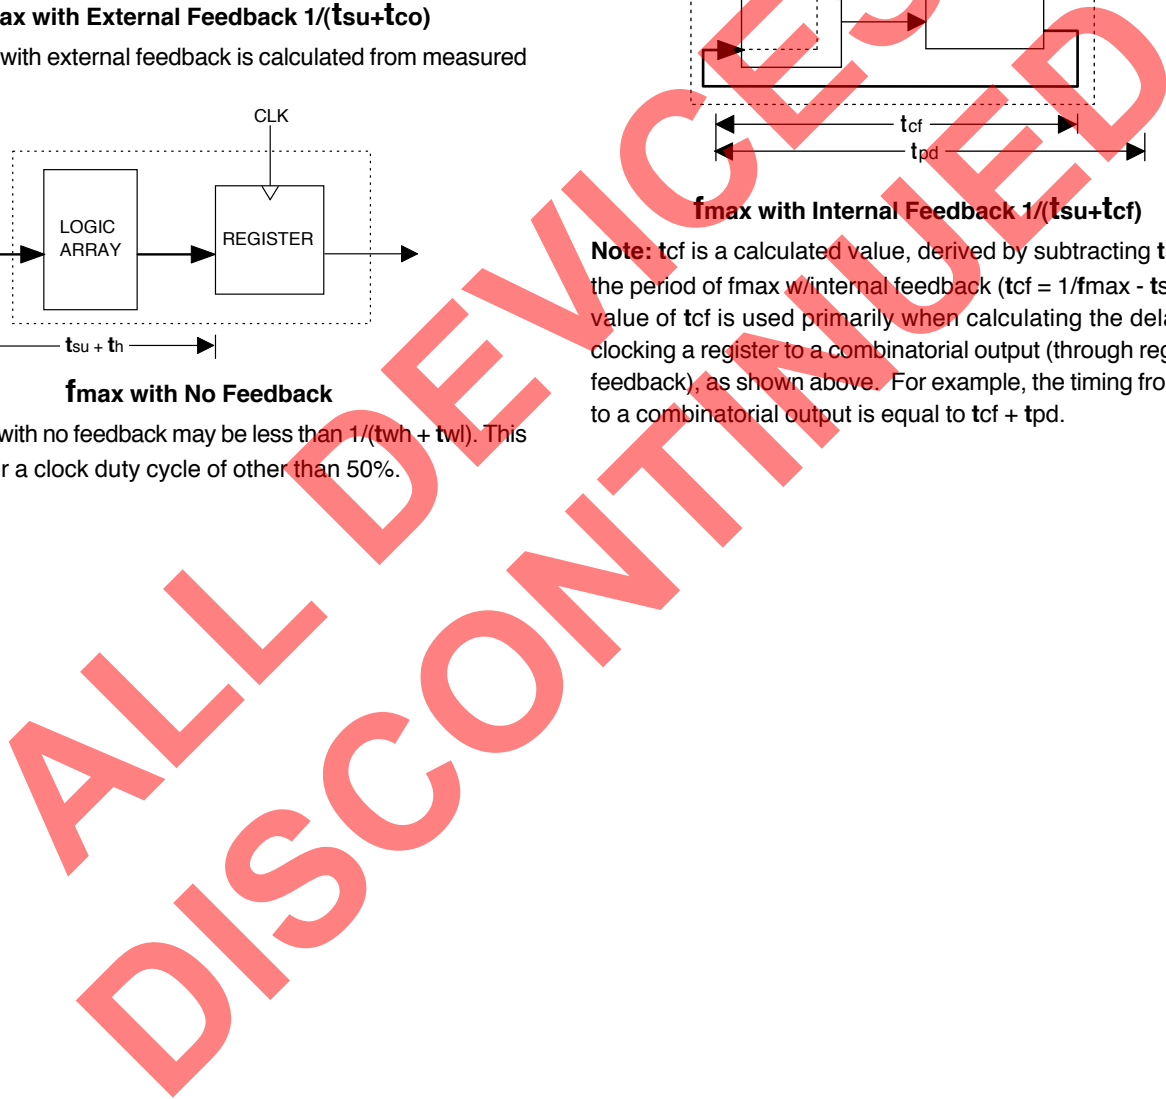 ax with External Feedback 1/(tsu+tco)
with external feedback is calculated from measured
CLK
LOGIC
ARRAY
REGISTER
tsu + th
fmax with No Feedback
with no feedback may be less than 1/(twh + twl). This
r a clock duty cycle of other than 50%.
tcf
tpd
fmax with Internal Feedback 1/(tsu+tcf)
Note: tcf is a calculated value, derived by subtracting
the period of fmax w/internal feedback (tcf = 1/fmax - ts
value of tcf is used primarily when calculating the dela
clocking a register to a combinatorial output (through reg
feedback), as shown above. For example, the timing fro
to a combinatorial output is equal to tcf + tpd.
ALL DEVICES
DISCONTINUED